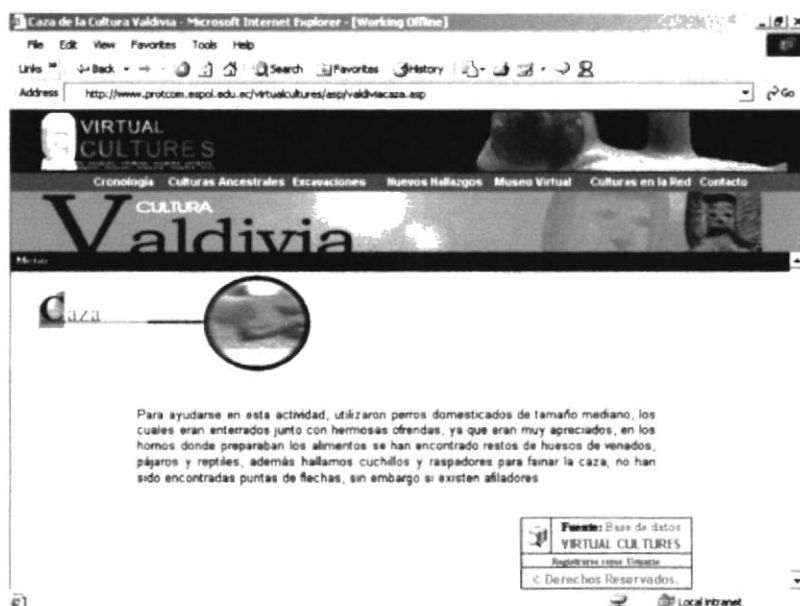 Caza de la Cultura Valdivia - Microsoft Internet Explorer - [Working Offline]
File Edit View Favorites Tools Help
Links » Back Search Favorites History
Address http://www.protcom.espol.edu.ec/virtualcultures/asp/valdiviacaza.asp Go
VIRTUAL
CULTURES
Cronología Culturas Ancestrales Excavaciones Nuevos Hallazgos Museo Virtual Culturas en la Red Contacto
CULTURA
Valdivia
Menu
Caza
Para ayudarse en esta actividad, utilizaron perros domesticados de tamaño mediano, los
cuales eran enterrados junto con hermosas ofrendas, ya que eran muy apreciados, en los
hornos donde preparaban los alimentos se han encontrado restos de huesos de venados,
pájaros y reptiles, además hallamos cuchillos y raspadores para fainar la caza, no han
sido encontradas puntas de flechas, sin embargo si existen afiladores
Fuente: Base de datos
VIRTUAL CULTURES
Registrarse como Usuario
© Derechos Reservados.
Local intranet